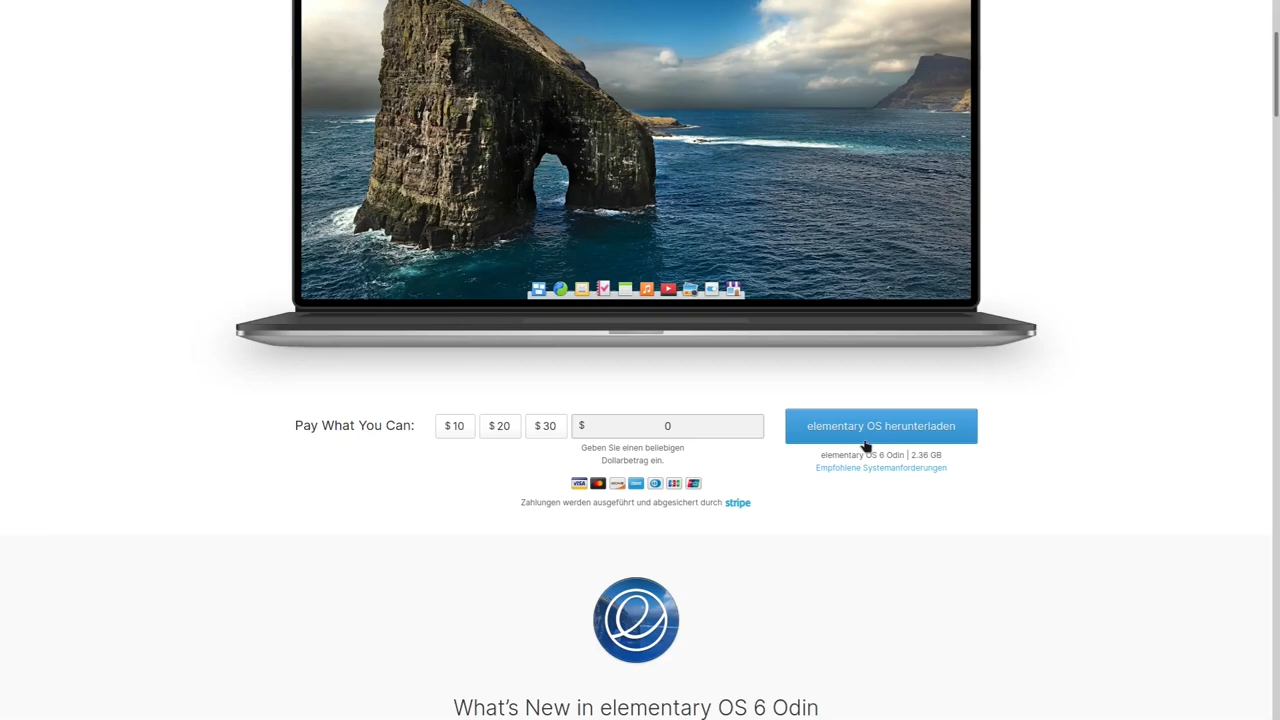 Pay What You Can:
$ 10
$ 20
$ 30
$ 0
elementary OS herunterladen
Geben Sie einen beliebigen
Dollarbetrag ein.
elementary OS 6 Odin | 2.36 GB
Empfohlene Systemanforderungen
VISA
Zahlungen werden ausgeführt und abgesichert durch stripe
What’s New in elementary OS 6 Odin